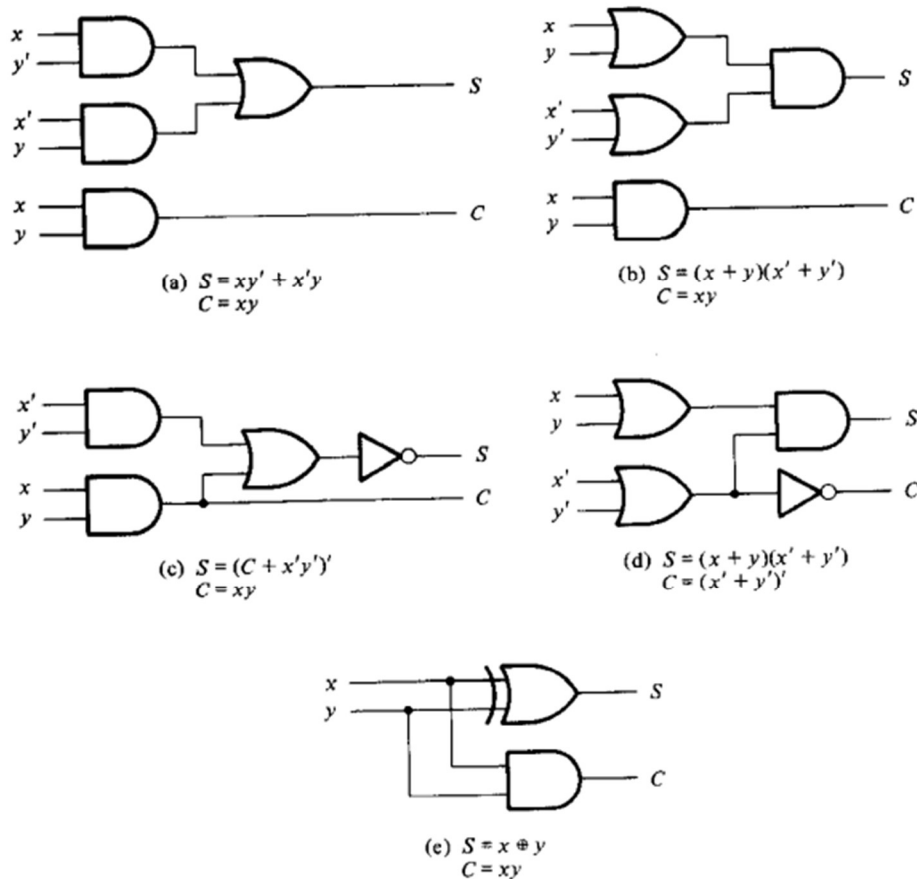 x
y'
x'
y
x
y
S
C
(a) S = xy' + x'y
C = xy
x
y
x'
y'
x
y
S
C
(b) S = (x + y)(x' + y')
C = xy
x'
y'
x
y
S
C
(c) S = (C + x'y')'
C = xy
x
y
x'
y'
S
C
(d) S = (x + y)(x' + y')
C = (x' + y')'
x
y
S
C
(e) S = x ⊕ y
C = xy